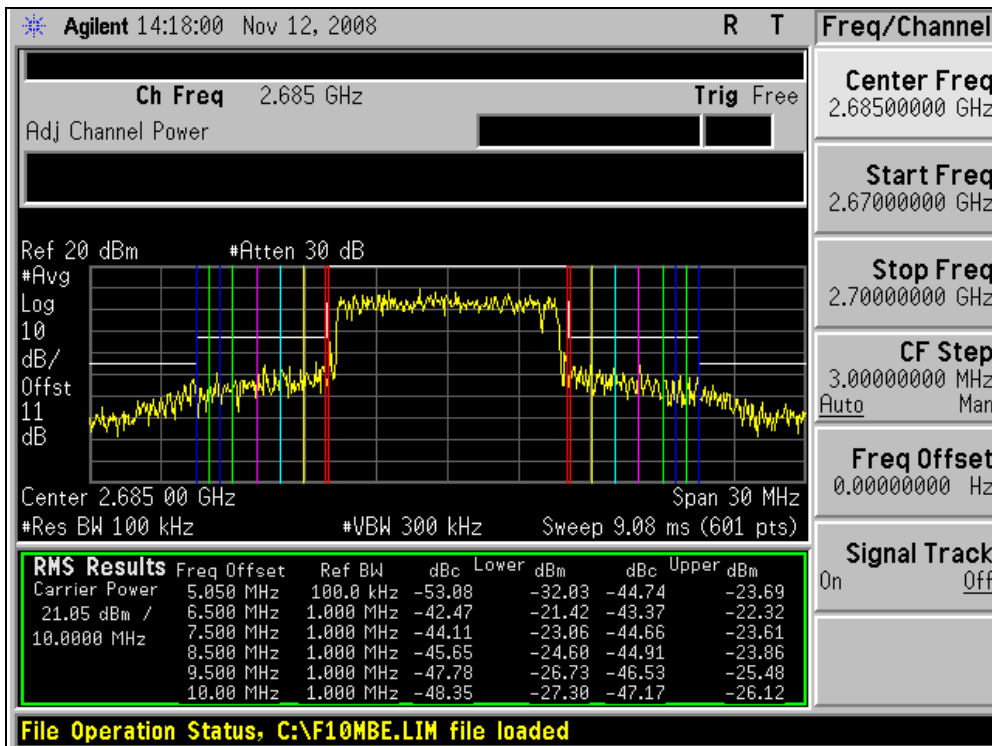 Agilent 14:18:00 Nov 12, 2008 R T
Freq/Channel
Ch Freq 2.685 GHz Trig Free
Adj Channel Power
Center Freq
2.68500000 GHz
Start Freq
2.67000000 GHz
Stop Freq
2.70000000 GHz
CF Step
3.00000000 MHz
Auto Man
Freq Offset
0.00000000 Hz
Signal Track
On Off
Ref 20 dBm #Atten 30 dB
#Avg
Log
10
dB/
Offst
11
dB
Center 2.685 00 GHz Span 30 MHz
#Res BW 100 kHz #VBW 300 kHz Sweep 9.08 ms (601 pts)
RMS Results Freq Offset Ref BW dBc Lower dBm dBc Upper dBm
Carrier Power 5.050 MHz 100.0 kHz -53.08 -32.03 -44.74 -23.69
21.05 dBm / 6.500 MHz 1.000 MHz -42.47 -21.42 -43.37 -22.32
10.0000 MHz 7.500 MHz 1.000 MHz -44.11 -23.06 -44.66 -23.61
8.500 MHz 1.000 MHz -45.65 -24.60 -44.91 -23.86
9.500 MHz 1.000 MHz -47.78 -26.73 -46.53 -25.48
10.00 MHz 1.000 MHz -48.35 -27.30 -47.17 -26.12
File Operation Status, C:\F10MBE.LIM file loaded